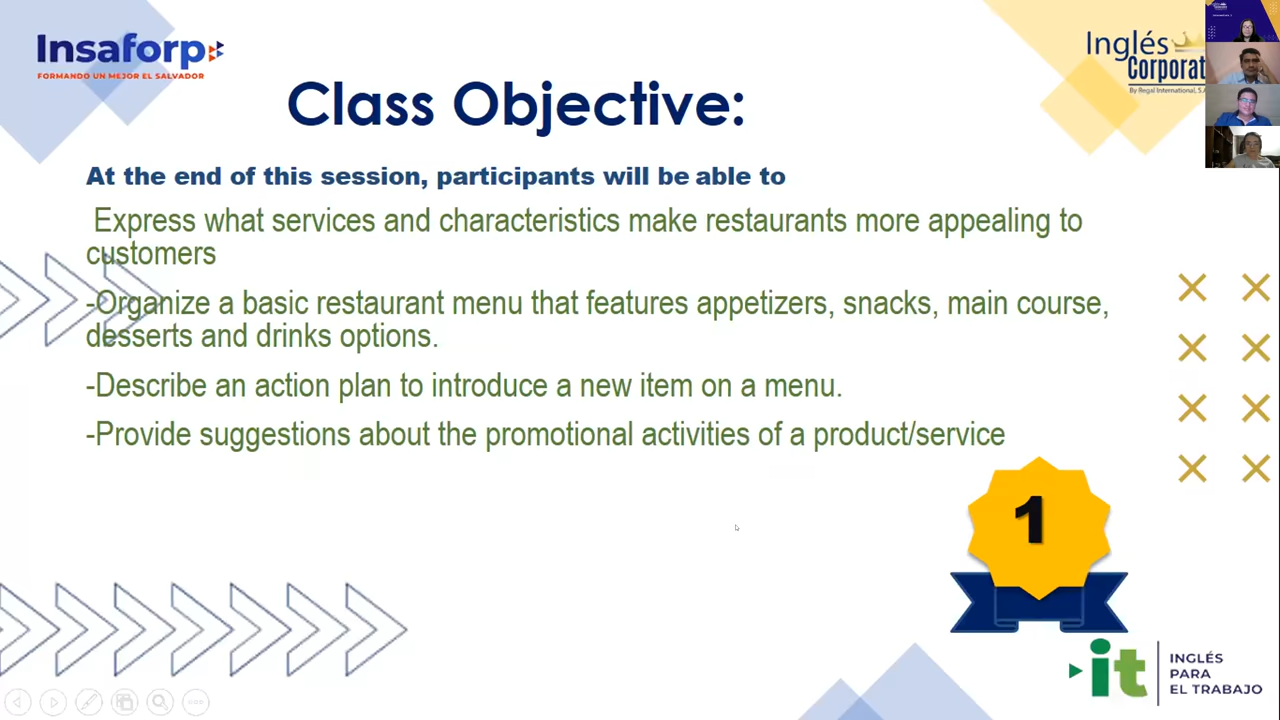 Insaforp
FORMANDO UN MEJOR EL SALVADOR
Inglés
Corporat
By Regal International, S.A
Class Objective:
At the end of this session, participants will be able to
Express what services and characteristics make restaurants more appealing to
customers
-Organize a basic restaurant menu that features appetizers, snacks, main course,
desserts and drinks options.
-Describe an action plan to introduce a new item on a menu.
-Provide suggestions about the promotional activities of a product/service
1
it
INGLÉS
PARA
EL TRABAJO